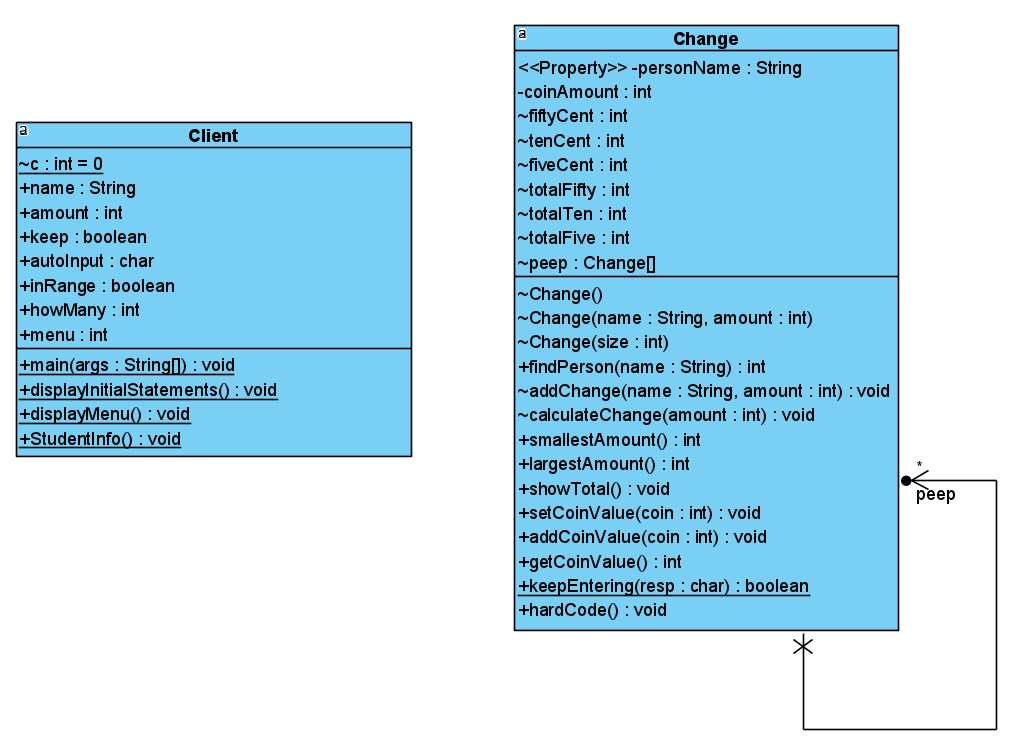 a
Client
~c : int = 0
+name : String
+amount : int
+keep : boolean
+autoInput : char
+inRange : boolean
+howMany : int
+menu : int
+main(args : String[]) : void
+displayInitialStatements() : void
+displayMenu() : void
+StudentInfo() : void
a
Change
<<Property>> -personName : String
-coinAmount : int
~fiftyCent : int
~tenCent : int
~fiveCent : int
~totalFifty : int
~totalTen : int
~totalFive : int
~peep : Change[]
~Change()
~Change(name : String, amount : int)
~Change(size : int)
+findPerson(name : String) : int
~addChange(name : String, amount : int) : void
~calculateChange(amount : int) : void
+smallestAmount() : int
+largestAmount() : int
+showTotal() : void
+setCoinValue(coin : int) : void
+addCoinValue(coin : int) : void
+getCoinValue() : int
+keepEntering(resp : char) : boolean
+hardCode() : void
*
peep